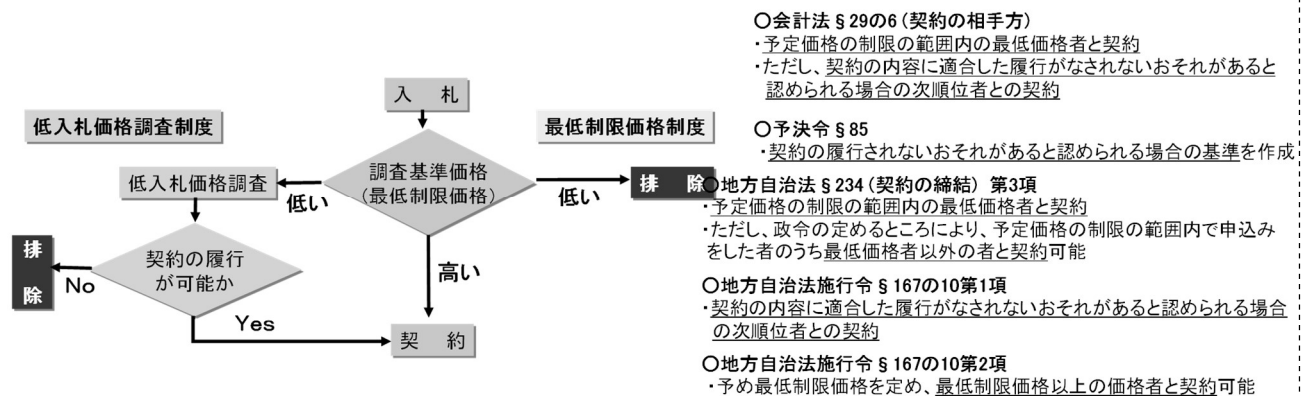 入　札
低入札価格調査制度
最低制限価格制度
調査基準価格
(最低制限価格)
低入札価格調査
低い
低い
排　除
高い
契約の履行
が可能か
排
除
No
Yes
契　約
○会計法§29の6（契約の相手方）
・予定価格の制限の範囲内の最低価格者と契約
・ただし、契約の内容に適合した履行がなされないおそれがあると
認められる場合の次順位者との契約
○予決令§85
・契約の履行されないおそれがあると認められる場合の基準を作成
○地方自治法§234（契約の締結）第3項
・予定価格の制限の範囲内の最低価格者と契約
・ただし、政令の定めるところにより、予定価格の制限の範囲内で申込み
をした者のうち最低価格者以外の者と契約可能
○地方自治法施行令§167の10第1項
・契約の内容に適合した履行がなされないおそれがあると認められる場合
の次順位者との契約
○地方自治法施行令§167の10第2項
・予め最低制限価格を定め、最低制限価格以上の価格者と契約可能